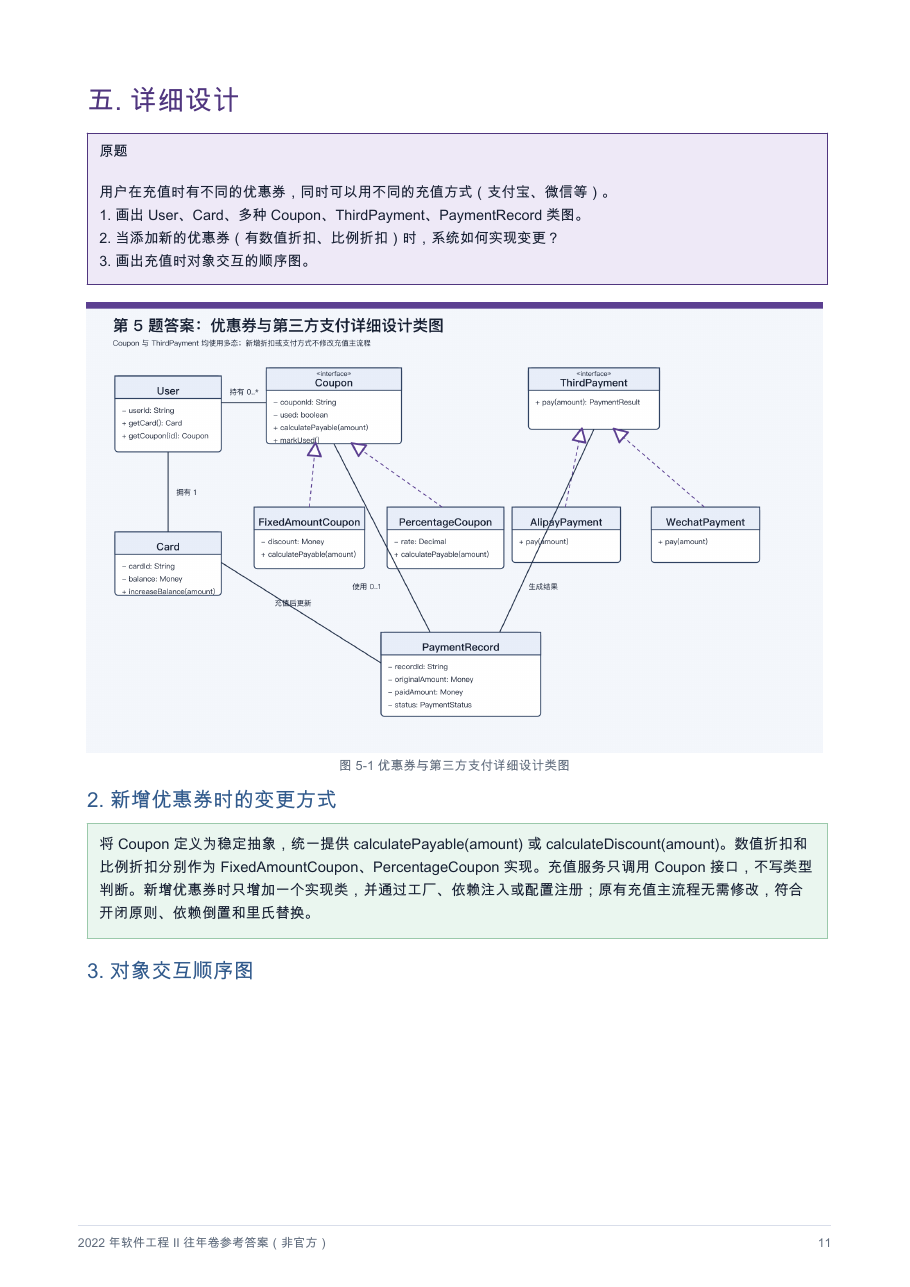 五. 详细设计
原题
用户在充值时有不同的优惠券，同时可以用不同的充值方式（支付宝、微信等）。
1. 画出 User、Card、多种 Coupon、ThirdPayment、PaymentRecord 类图。
2. 当添加新的优惠券（有数值折扣、比例折扣）时，系统如何实现变更？
3. 画出充值时对象交互的顺序图。
第 5 题答案：优惠券与第三方支付详细设计类图
Coupon 与 ThirdPayment 均使用多态；新增折扣或支付方式不修改充值主流程
User
– userId: String
+ getCard(): Card
+ getCoupon(id): Coupon
持有 0..*
<interface>
Coupon
– couponId: String
– used: boolean
+ calculatePayable(amount)
+ markUsed()
<interface>
ThirdPayment
+ pay(amount): PaymentResult
拥有 1
FixedAmountCoupon
– discount: Money
+ calculatePayable(amount)
PercentageCoupon
– rate: Decimal
+ calculatePayable(amount)
AlipayPayment
+ pay(amount)
WechatPayment
+ pay(amount)
Card
– cardId: String
– balance: Money
+ increaseBalance(amount)
使用 0..1
生成结果
充值后更新
PaymentRecord
– recordId: String
– originalAmount: Money
– paidAmount: Money
– status: PaymentStatus
图 5-1 优惠券与第三方支付详细设计类图
2. 新增优惠券时的变更方式
将 Coupon 定义为稳定抽象，统一提供 calculatePayable(amount) 或 calculateDiscount(amount)。数值折扣和
比例折扣分别作为 FixedAmountCoupon、PercentageCoupon 实现。充值服务只调用 Coupon 接口，不写类型
判断。新增优惠券时只增加一个实现类，并通过工厂、依赖注入或配置注册；原有充值主流程无需修改，符合
开闭原则、依赖倒置和里氏替换。
3. 对象交互顺序图
2022 年软件工程 II 往年卷参考答案（非官方）
11